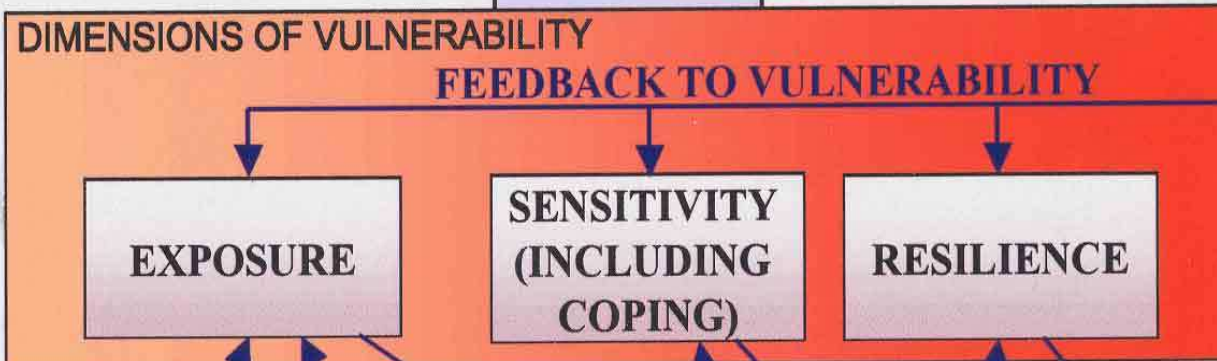 DIMENSIONS OF VULNERABILITY
FEEDBACK TO VULNERABILITY
EXPOSURE
SENSITIVITY
(INCLUDING
COPING)
RESILIENCE